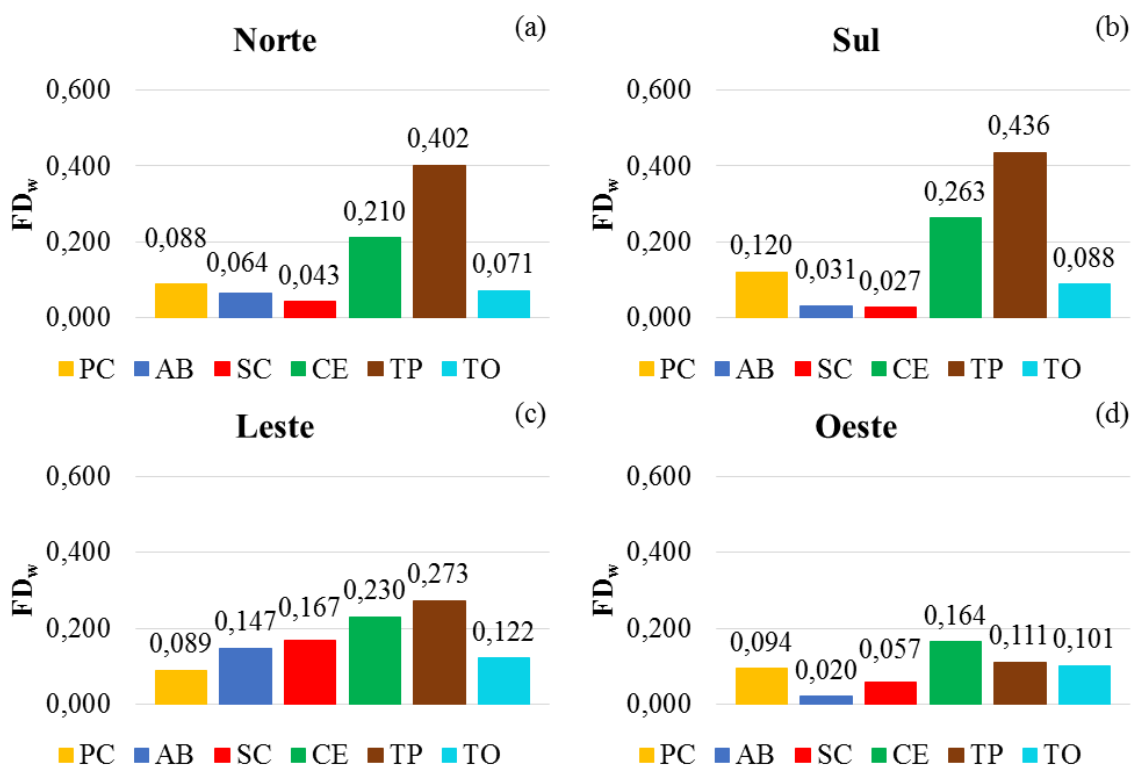 Norte
(a)
FDw
0,600
0,400
0,200
0,000
0,088
0,064
0,043
0,210
0,402
0,071
PC AB SC CE TP TO
Sul
(b)
FDw
0,600
0,400
0,200
0,000
0,120
0,031
0,027
0,263
0,436
0,088
PC AB SC CE TP TO
Leste
(c)
FDw
0,600
0,400
0,200
0,000
0,089
0,147
0,167
0,230
0,273
0,122
PC AB SC CE TP TO
Oeste
(d)
FDw
0,600
0,400
0,200
0,000
0,094
0,020
0,057
0,164
0,111
0,101
PC AB SC CE TP TO